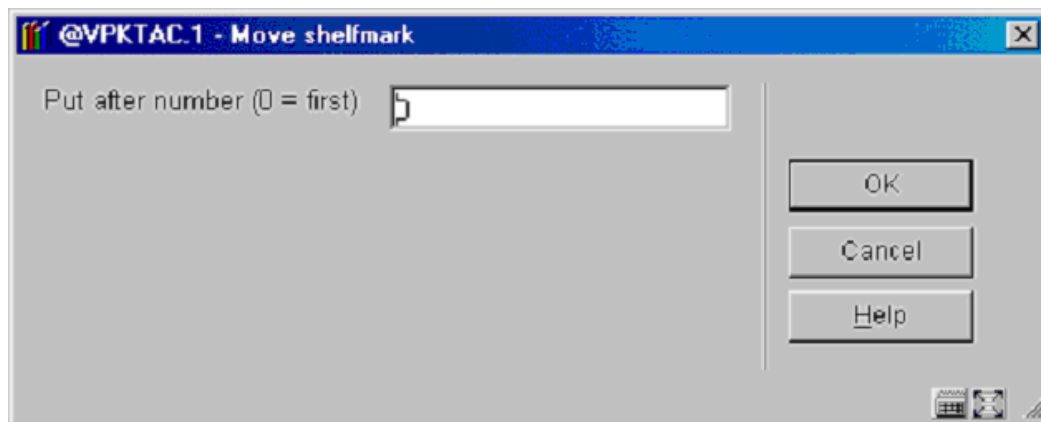 @VPKTAC.1 - Move shelfmark
Put after number (0 = first)
OK
Cancel
Help